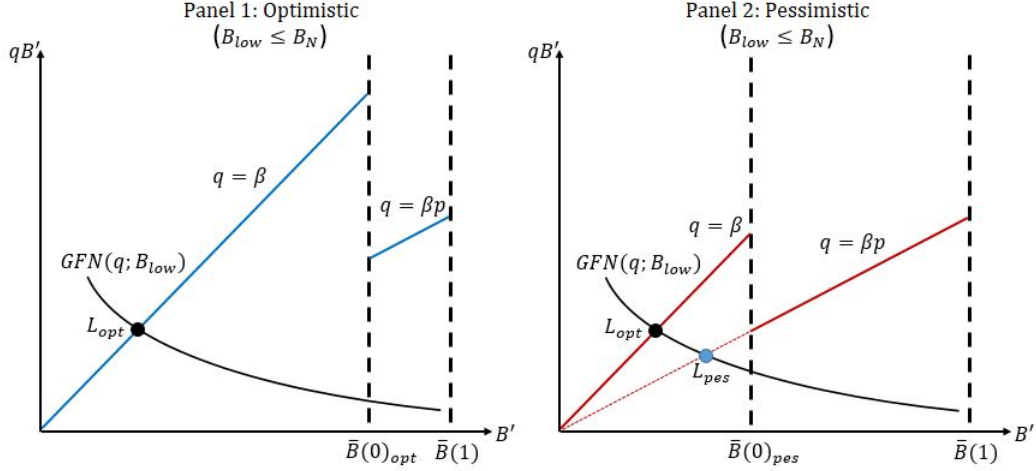 Panel 1: Optimistic
(B_low ≤ B_N)
qB′
q = β
q = βp
GFN(q; B_low)
L_opt
B̄(0)_opt
B̄(1)
B′
Panel 2: Pessimistic
(B_low ≤ B_N)
qB′
q = β
q = βp
GFN(q; B_low)
L_opt
L_pes
B̄(0)_pes
B̄(1)
B′